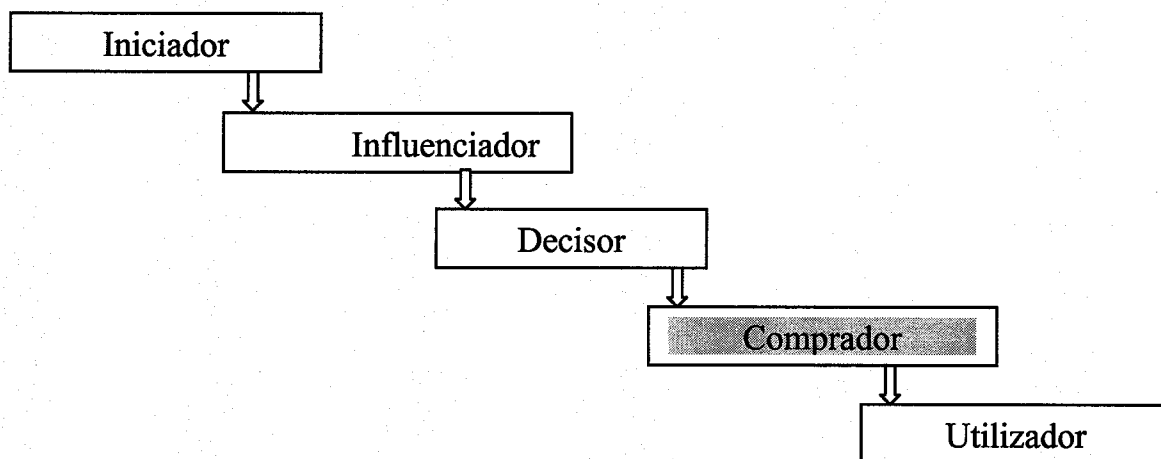 Iniciador
Influenciador
Decisor
Comprador
Utilizador